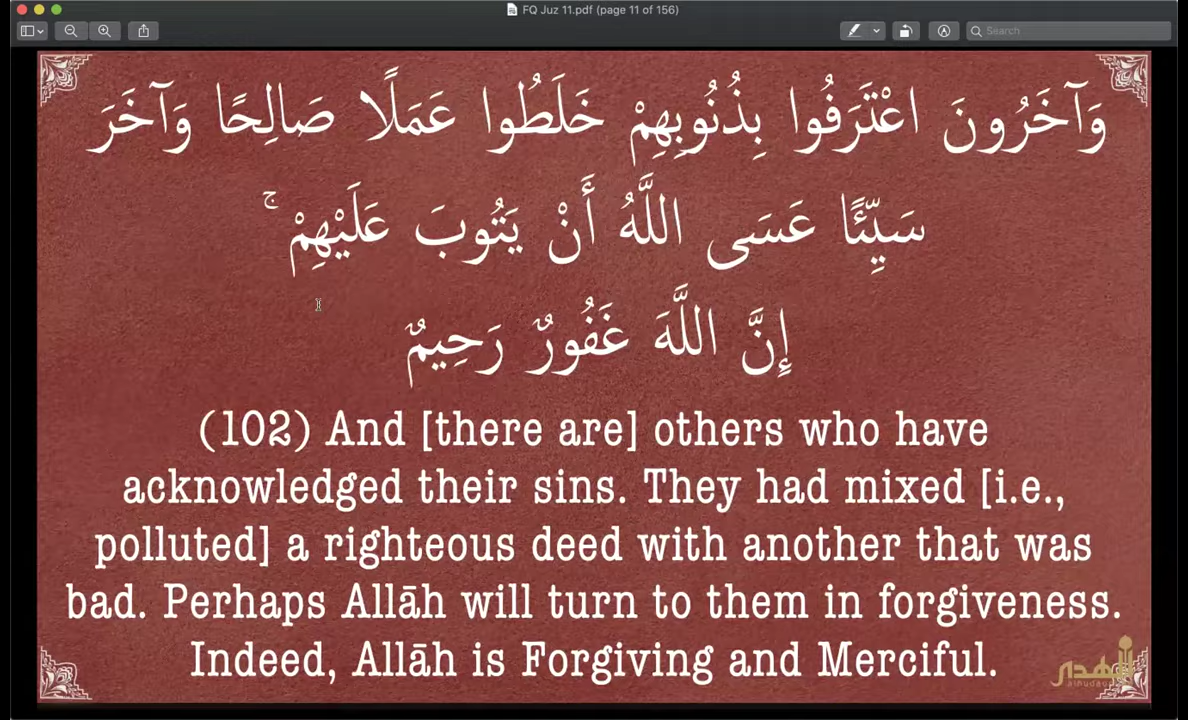 FQ Juz 11.pdf (page 11 of 156)
Search
وَآخَرُونَ اعْتَرَفُوا بِذُنُوبِهِمْ خَلَطُوا عَمَلًا صَالِحًا وَآخَرَ
سَيِّئًا عَسَى اللَّهُ أَنْ يَتُوبَ عَلَيْهِمْ ۚ
إِنَّ اللَّهَ غَفُورٌ رَحِيمٌ
(102) And [there are] others who have
acknowledged their sins. They had mixed [i.e.,
polluted] a righteous deed with another that was
bad. Perhaps Allāh will turn to them in forgiveness.
Indeed, Allāh is Forgiving and Merciful.
الهدى